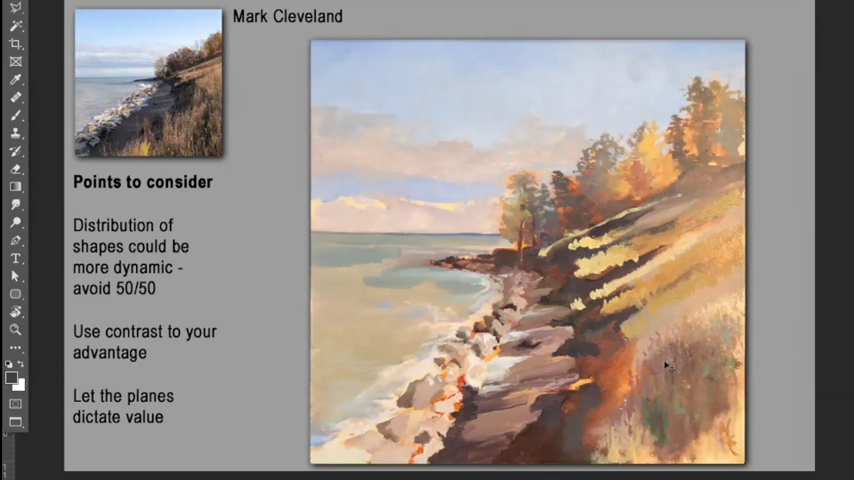 Mark Cleveland
Points to consider
Distribution of
shapes could be
more dynamic -
avoid 50/50
Use contrast to your
advantage
Let the planes
dictate value